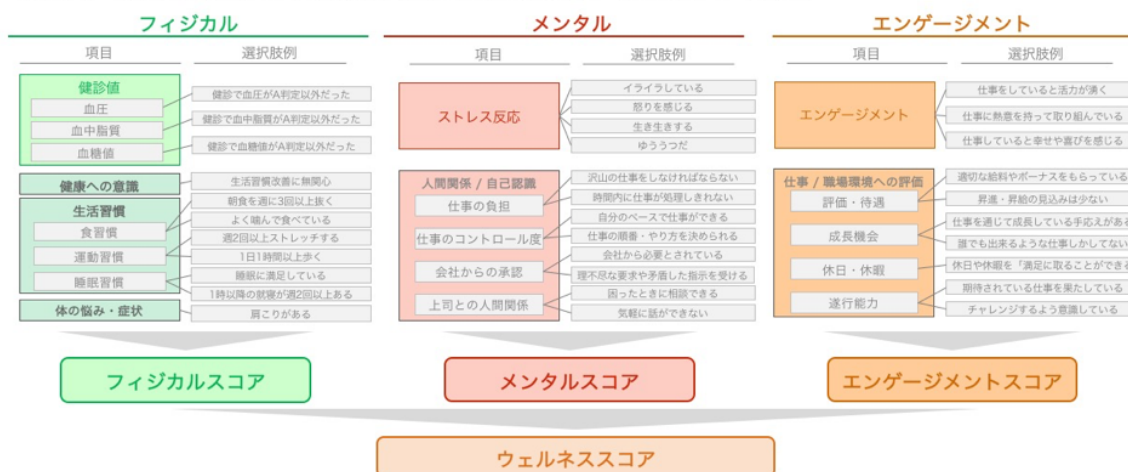 フィジカル
項目
選択肢例
健診値
血圧
血中脂質
血糖値
健診で血圧がA判定以外だった
健診で血中脂質がA判定以外だった
健診で血糖値がA判定以外だった
健康への意識
生活習慣改善に無関心
生活習慣
食習慣
運動習慣
睡眠習慣
朝食を週に3回以上抜く
よく噛んで食べている
週2回以上ストレッチする
1日1時間以上歩く
睡眠に満足している
1時以降の就寝が週2回以上ある
体の悩み・症状
肩こりがある
フィジカルスコア
メンタル
項目
選択肢例
ストレス反応
イライラしている
怒りを感じる
生き生きする
ゆううつだ
人間関係 / 自己認識
仕事の負担
仕事のコントロール度
会社からの承認
上司との人間関係
沢山の仕事をしなければならない
時間内に仕事が処理しきれない
自分のペースで仕事ができる
仕事の順番・やり方を決められる
会社から必要とされている
理不尽な要求や矛盾した指示を受ける
困ったときに相談できる
気軽に話ができない
メンタルスコア
エンゲージメント
項目
選択肢例
エンゲージメント
仕事をしていると活力が湧く
仕事に熱意を持って取り組んでいる
仕事していると幸せや喜びを感じる
仕事 / 職場環境への評価
評価・待遇
成長機会
休日・休暇
遂行能力
適切な給料やボーナスをもらっている
昇進・昇給の見込みは少ない
仕事を通じて成長している手応えがある
誰でも出来るような仕事しかしてない
休日や休暇を「満足に取ることができる
期待されている仕事を果たしている
チャレンジするよう意識している
エンゲージメントスコア
ウェルネススコア